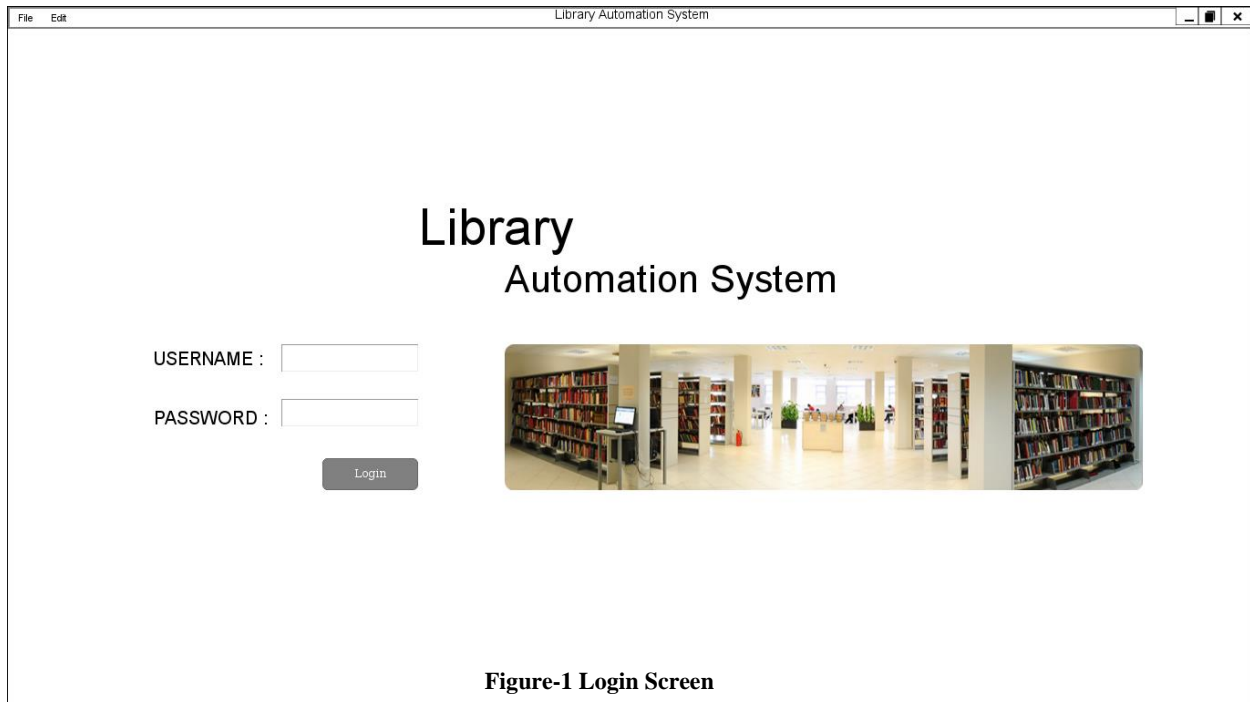 File Edit Library Automation System
Library
Automation System
USERNAME :
PASSWORD :
Login
Figure-1 Login Screen